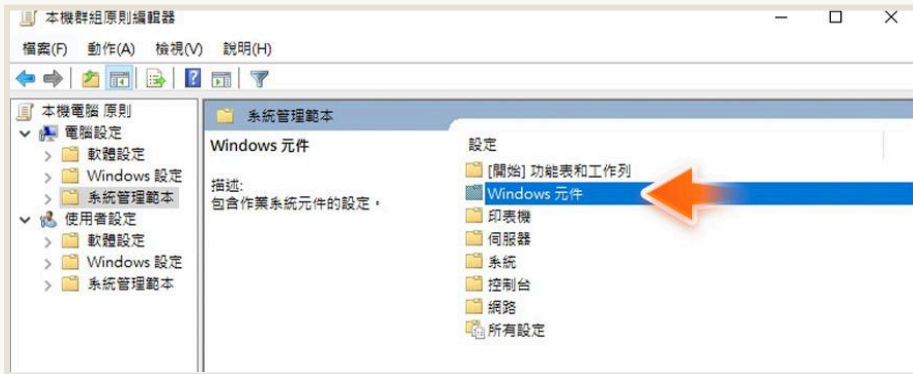 本機群組原則編輯器
檔案(F) 動作(A) 檢視(V) 說明(H)
本機電腦 原則
電腦設定
軟體設定
Windows 設定
系統管理範本
使用者設定
軟體設定
Windows 設定
系統管理範本
系統管理範本
Windows 元件
描述:
包含作業系統元件的設定。
設定
[開始] 功能表和工作列
Windows 元件
印表機
伺服器
系統
控制台
網路
所有設定